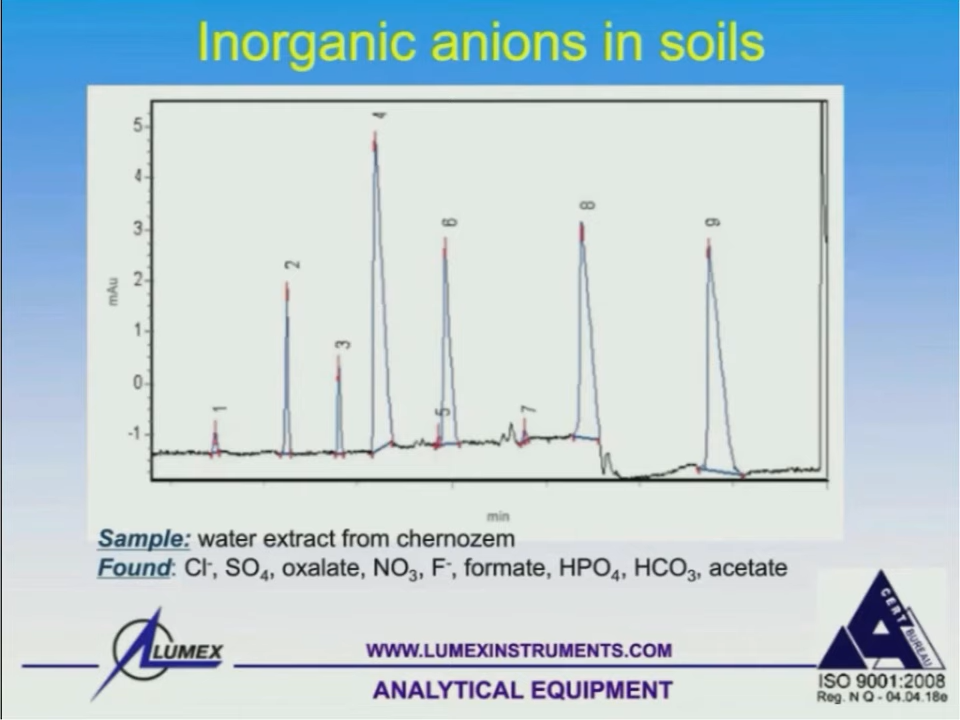 Inorganic anions in soils
5
4
3
2
1
0
-1
mAu
1
2
3
4
5
6
7
8
9
min
Sample: water extract from chernozem
Found: Cl⁻, SO₄, oxalate, NO₃, F⁻, formate, HPO₄, HCO₃, acetate
LUMEX
WWW.LUMEXINSTRUMENTS.COM
ANALYTICAL EQUIPMENT
CERT BUREAU
ISO 9001:2008
Reg. N Q - 04.04.18e